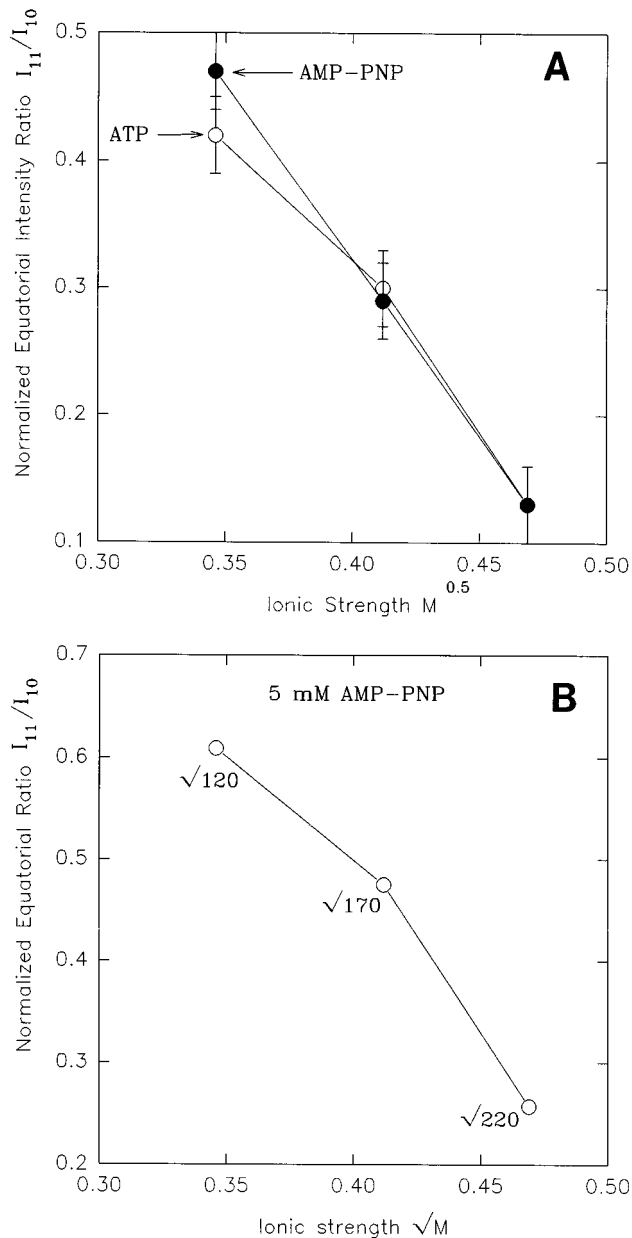 A
Normalized Equatorial Intensity Ratio I₁₁/I₁₀
0.5
0.4
0.3
0.2
0.1
AMP-PNP
ATP
0.30
0.35
0.40
0.45
0.50
Ionic Strength M^0.5
B
5 mM AMP-PNP
Normalized Equatorial Ratio I₁₁/I₁₀
0.7
0.6
0.5
0.4
0.3
0.2
√120
√170
√220
0.30
0.35
0.40
0.45
0.50
Ionic strength √M